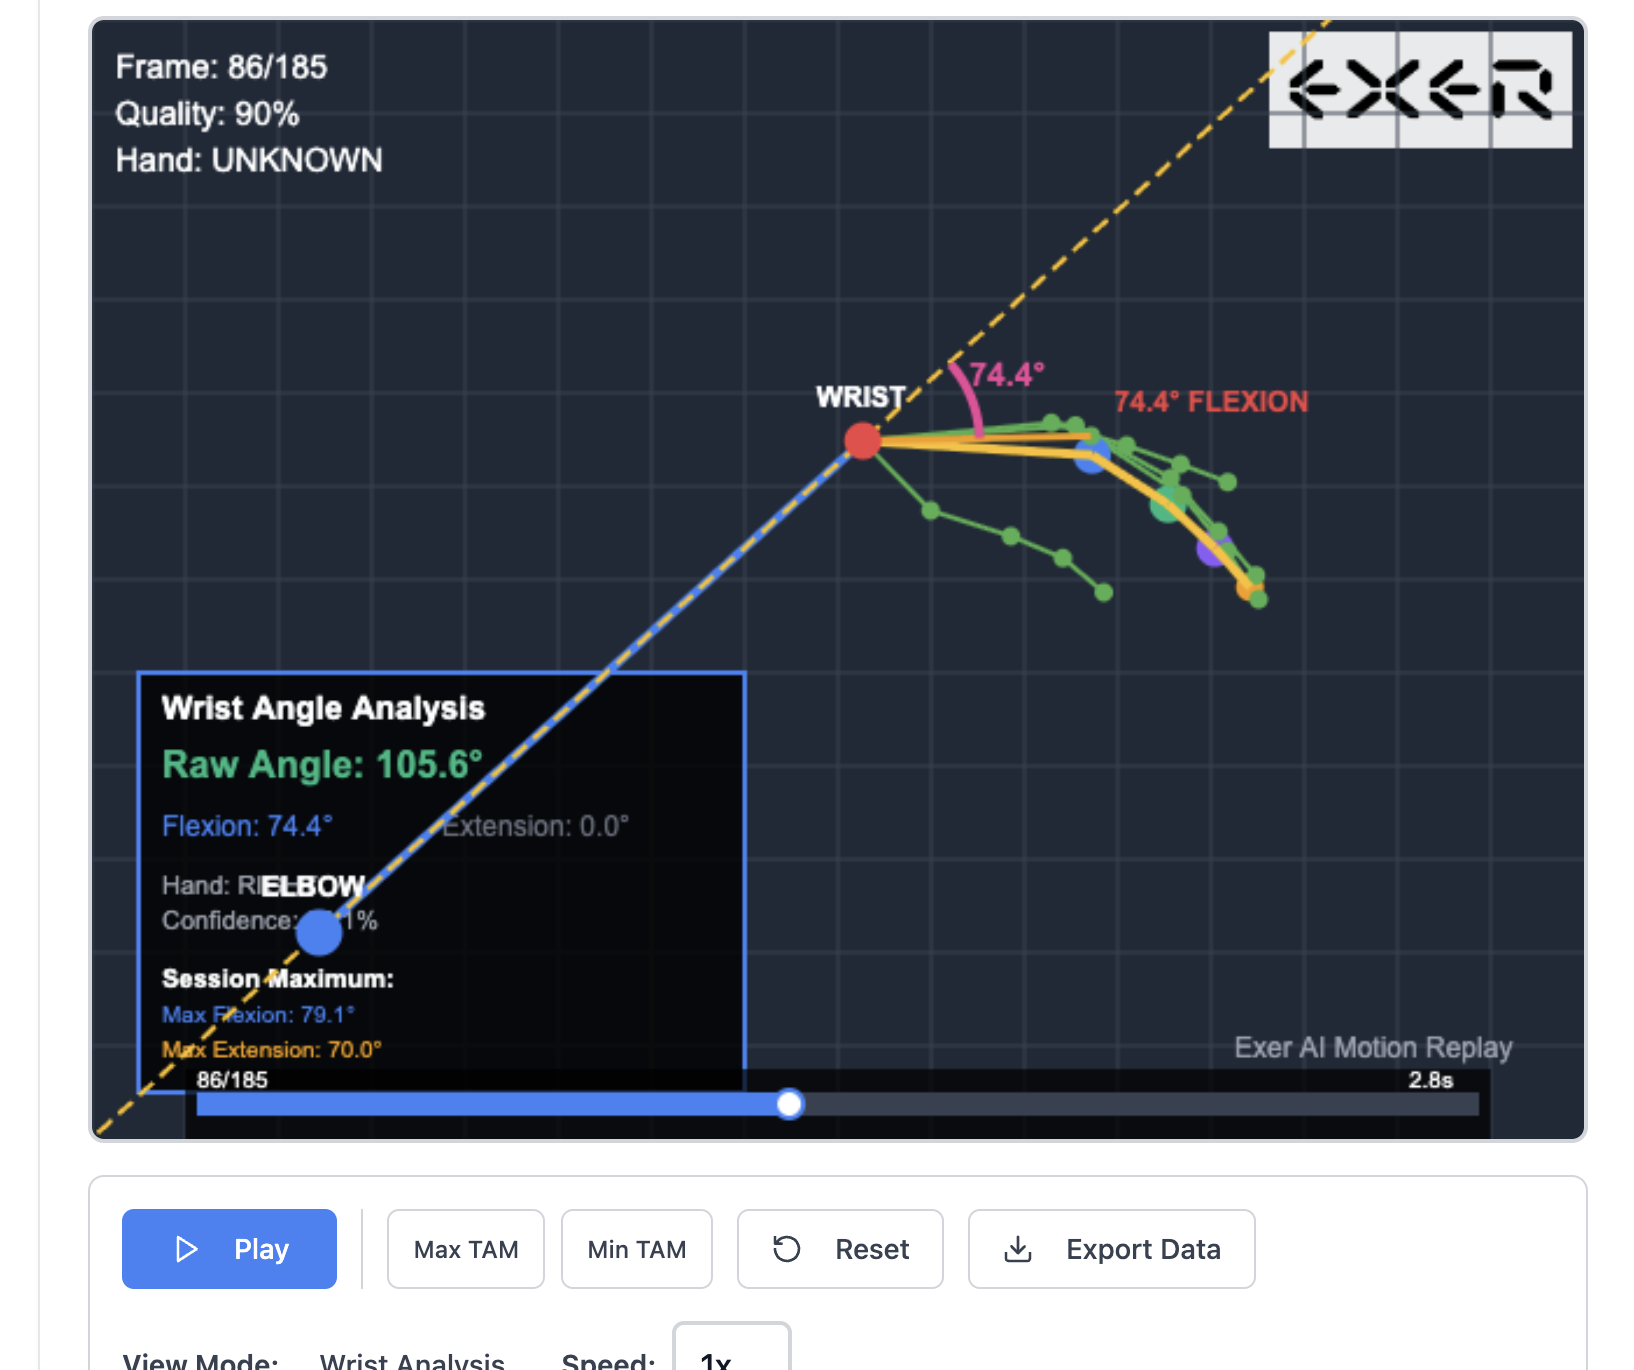 Frame: 86/185
Quality: 90%
Hand: UNKNOWN
EXER
74.4°
WRIST
74.4° FLEXION
Wrist Angle Analysis
Raw Angle: 105.6°
Flexion: 74.4° Extension: 0.0°
Hand:
ELBOW
Confidence: 1%
Session Maximum:
Max Flexion: 79.1°
Max Extension: 70.0°
Exer AI Motion Replay
86/185 2.8s
Play Max TAM Min TAM Reset Export Data
View Mode: Wrist Analysis Speed: 1x